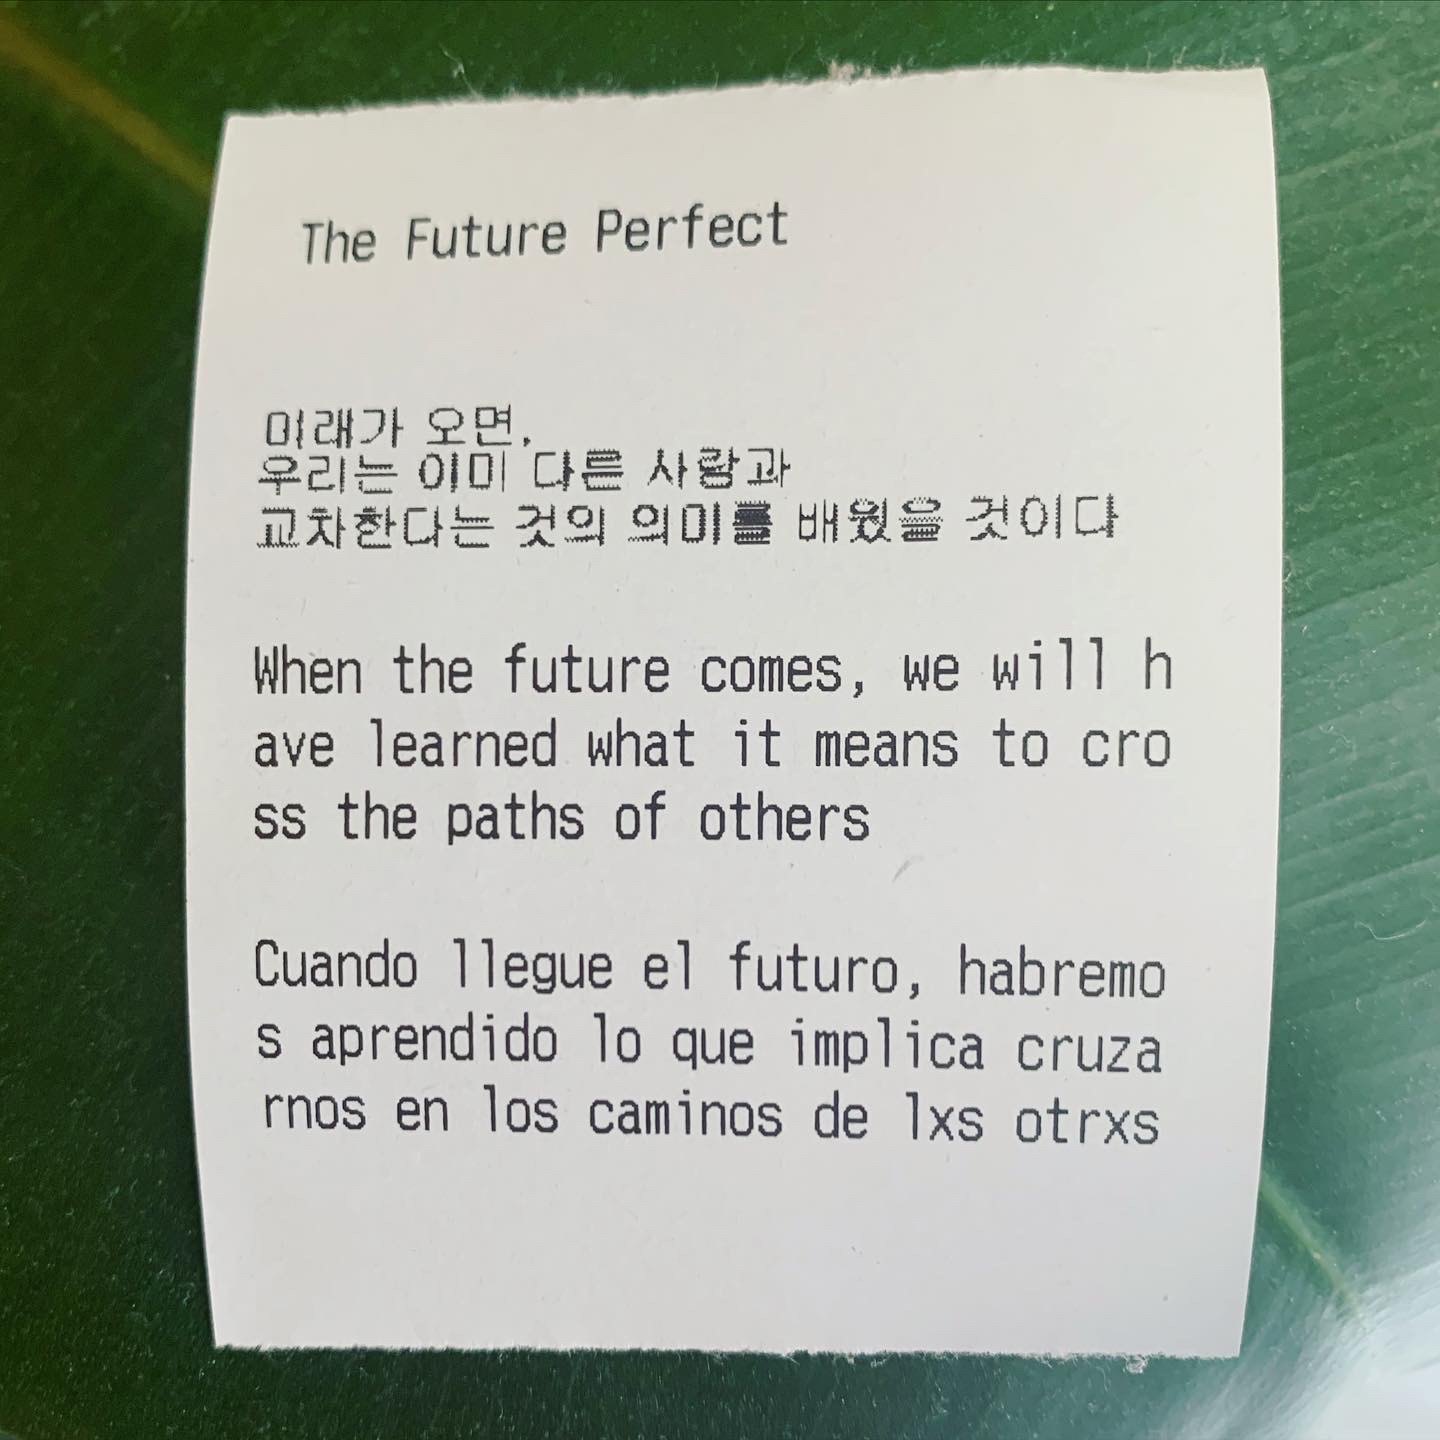 The Future Perfect
미래가 오면,
우리는 이미 다른 사람과
교차한다는 것의 의미를 배웠을 것이다
When the future comes, we will h
ave learned what it means to cro
ss the paths of others
Cuando llegue el futuro, habremo
s aprendido lo que implica cruza
rnos en los caminos de lxs otrxs